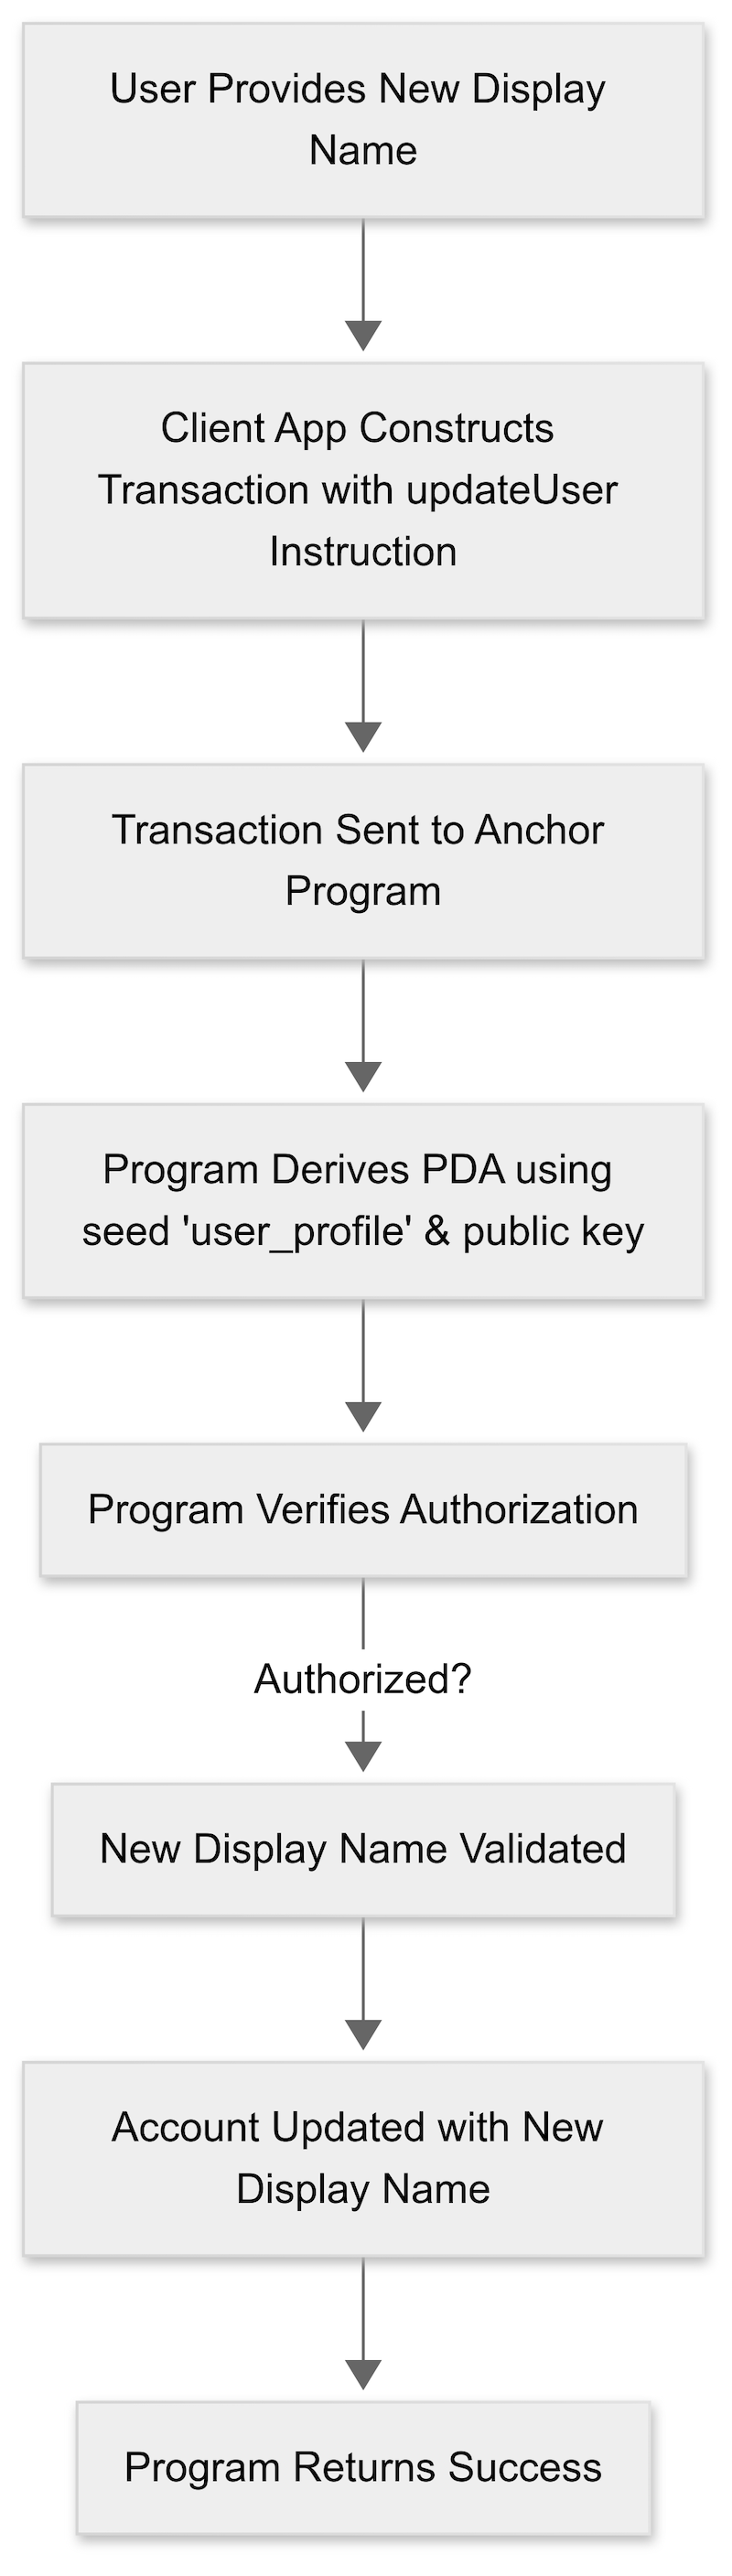 User Provides New Display
Name
Client App Constructs
Transaction with updateUser
Instruction
Transaction Sent to Anchor
Program
Program Derives PDA using
seed 'user_profile' & public key
Program Verifies Authorization
Authorized?
New Display Name Validated
Account Updated with New
Display Name
Program Returns Success